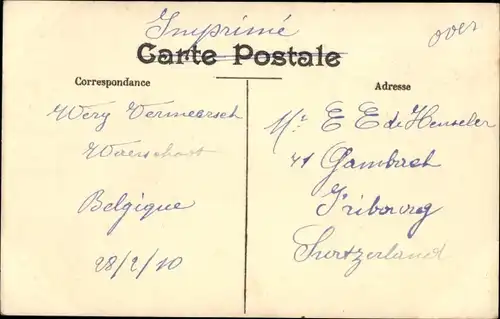 Imprimé
over
Carte Postale
Correspondance
Wery Vermeersch
Waerschoot
Belgique
28/2/10
Adresse
Mr E E de Henseler
41 Gambach
Fribourg
Switzerland